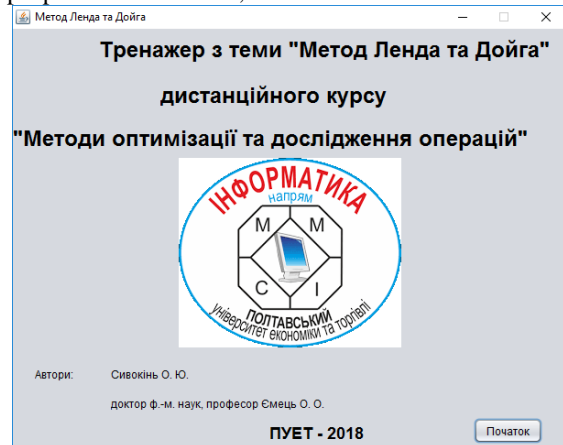 Метод Ленда та Дойга
Тренажер з теми "Метод Ленда та Дойга"
дистанційного курсу
"Методи оптимізації та дослідження операцій"
ІНФОРМАТИКА
напрям
М М
С І
ПОЛТАВСЬКИЙ
університет економіки та торгівлі
Автори: Сивокінь О. Ю.
доктор ф.-м. наук, професор Ємець О. О.
ПУЕТ - 2018
Початок